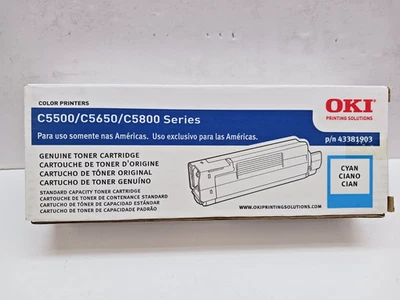 COLOR PRINTERS
C5500/C5650/C5800 Series
OKI
PRINTING SOLUTIONS
Para uso somente nas Américas. Uso exclusivo para las Américas.
p/n 43381903
GENUINE TONER CARTRIDGE
CARTOUCHE DE TONER D'ORIGINE
CARTUCHO DE TÓNER ORIGINAL
CARTUCHO DE TONER GENUÍNO
STANDARD CAPACITY TONER CARTRIDGE
CARTOUCHE DE TONER DE CONTENANCE STANDARD
CARTUCHO DE TÓNER DE CAPACIDAD ESTÁNDAR
CARTUCHO DE TONER DE CAPACIDADE PADRÃO
CYAN
CIANO
CIAN
WWW.OKIPRINTINGSOLUTIONS.COM